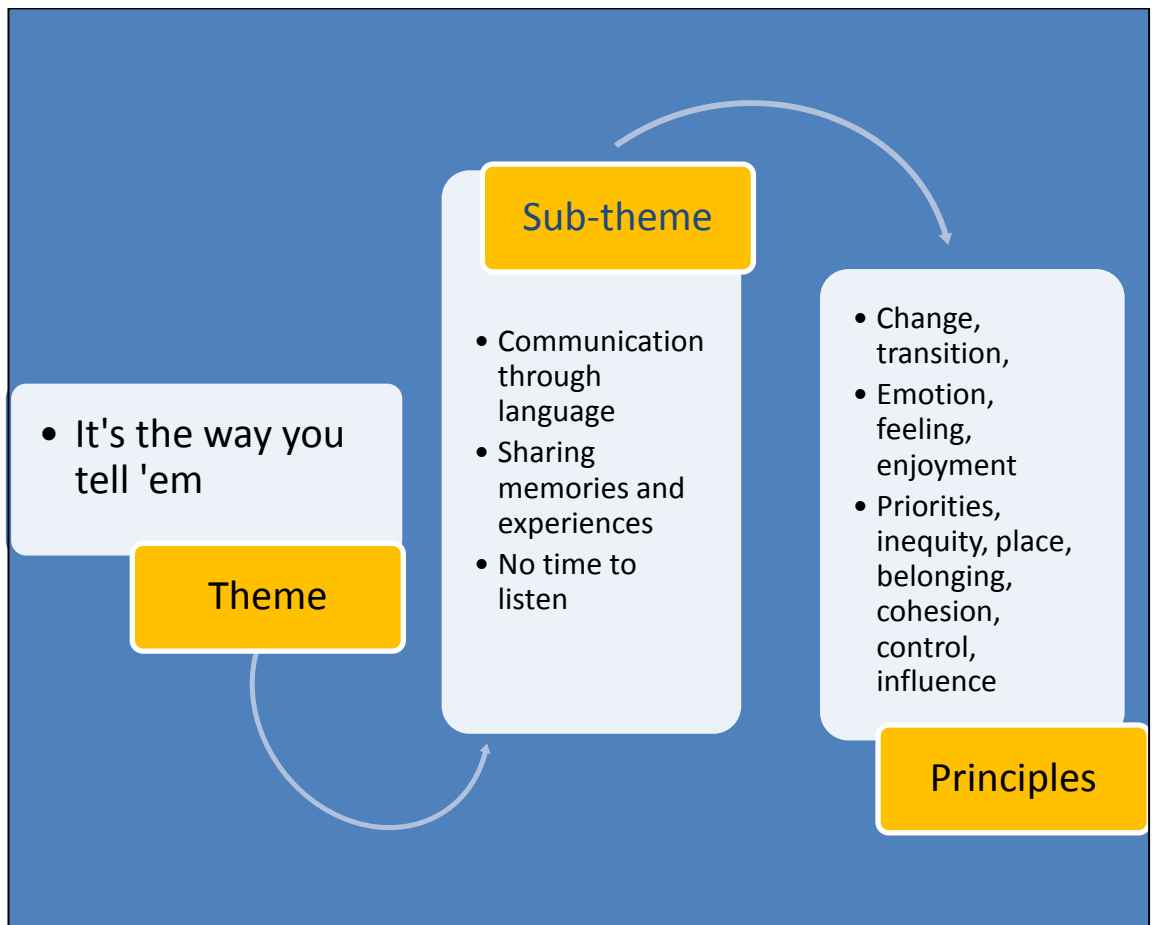 • It's the way you
tell 'em
Theme
Sub-theme
• Communication
through
language
• Sharing
memories and
experiences
• No time to
listen
• Change,
transition,
• Emotion,
feeling,
enjoyment
• Priorities,
inequity, place,
belonging,
cohesion,
control,
influence
Principles